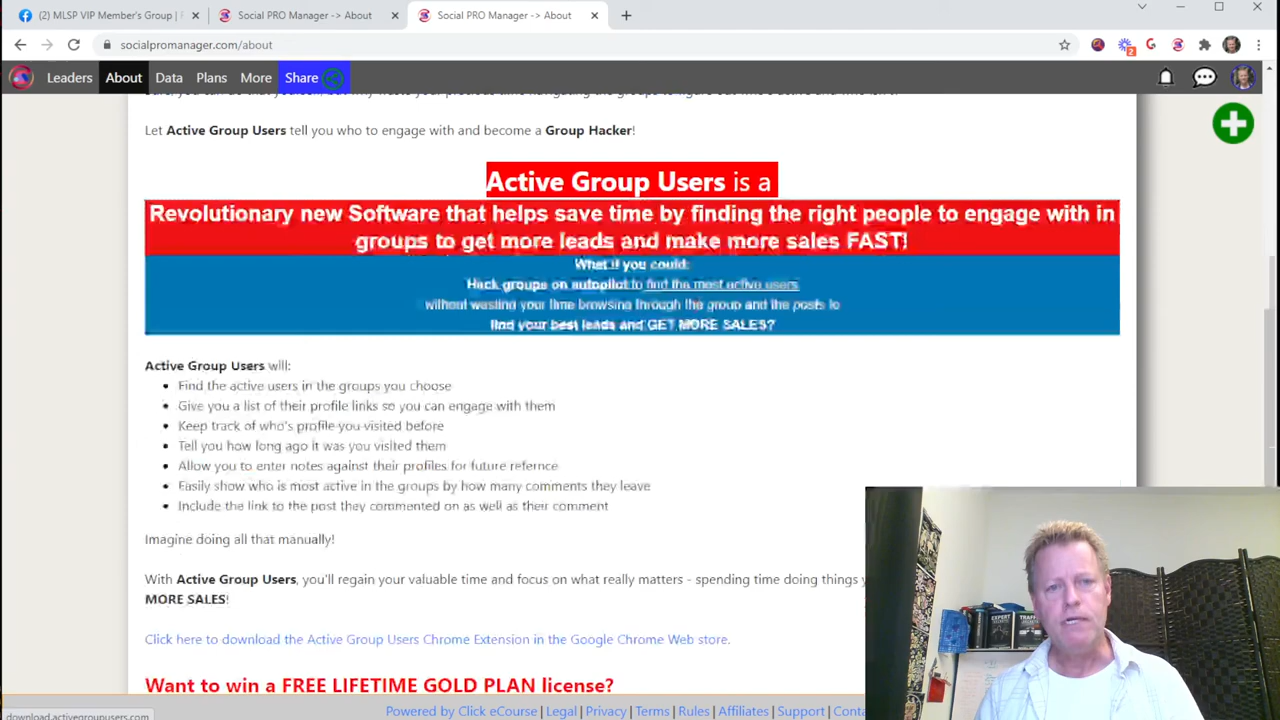 (2) MLSP VIP Member's Group | F
Social PRO Manager -> About
Social PRO Manager -> About
socialpromanager.com/about
2
Leaders About Data Plans More Share
Let Active Group Users tell you who to engage with and become a Group Hacker!
Active Group Users is a
Revolutionary new Software that helps save time by finding the right people to engage with in
groups to get more leads and make more sales FAST!
What if you could:
Hack groups on autopilot to find the most active users
without wasting your time browsing through the group and the posts to
find your best leads and GET MORE SALES?
Active Group Users will:
Find the active users in the groups you choose
Give you a list of their profile links so you can engage with them
Keep track of who's profile you visited before
Tell you how long ago it was you visited them
Allow you to enter notes against their profiles for future refernce
Easily show who is most active in the groups by how many comments they leave
Include the link to the post they commented on as well as their comment
Imagine doing all that manually!
With Active Group Users, you'll regain your valuable time and focus on what really matters - spending time doing things
MORE SALES!
Click here to download the Active Group Users Chrome Extension in the Google Chrome Web store.
EXPERT
TRAFFIC
Want to win a FREE LIFETIME GOLD PLAN license?
Powered by Click eCourse | Legal | Privacy | Terms | Rules | Affiliates | Support | Conta
download.activegroupusers.com